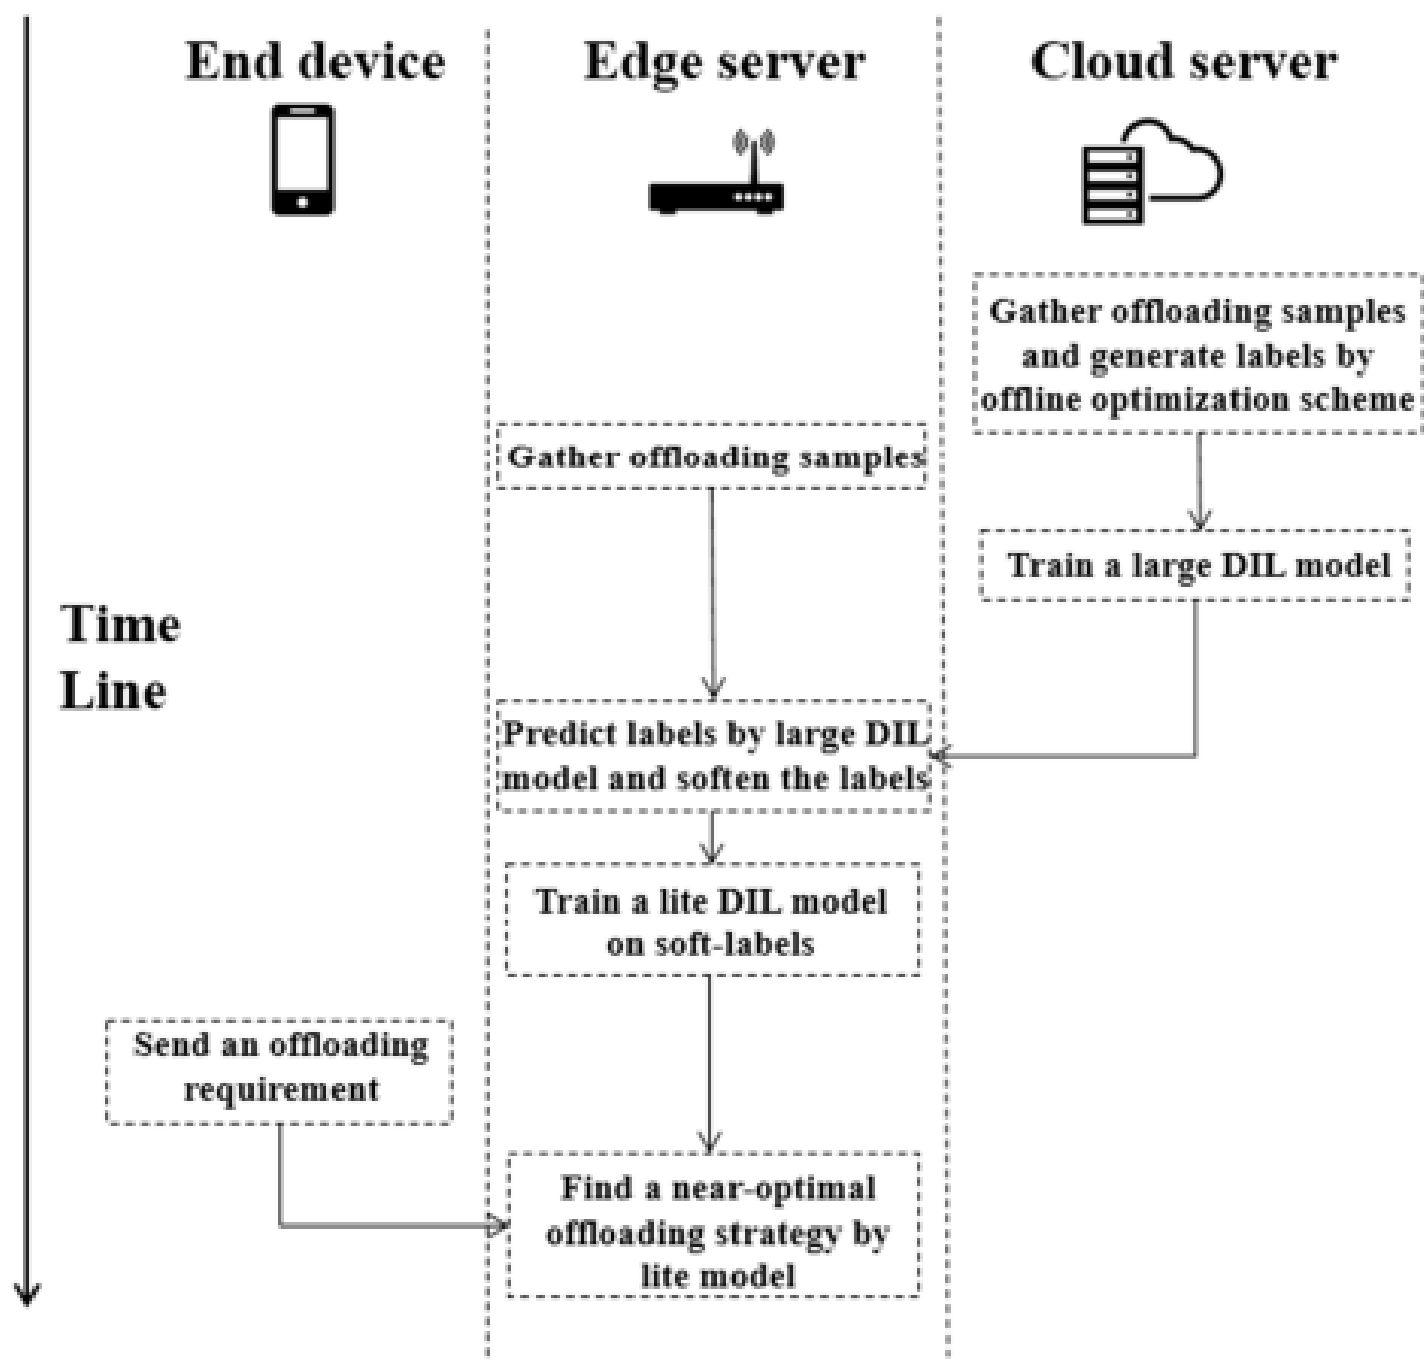 End device
Edge server
Cloud server
Gather offloading samples
and generate labels by
offline optimization scheme
Gather offloading samples
Train a large DIL model
Time
Line
Predict labels by large DIL
model and soften the labels
Train a lite DIL model
on soft-labels
Send an offloading
requirement
Find a near-optimal
offloading strategy by
lite model